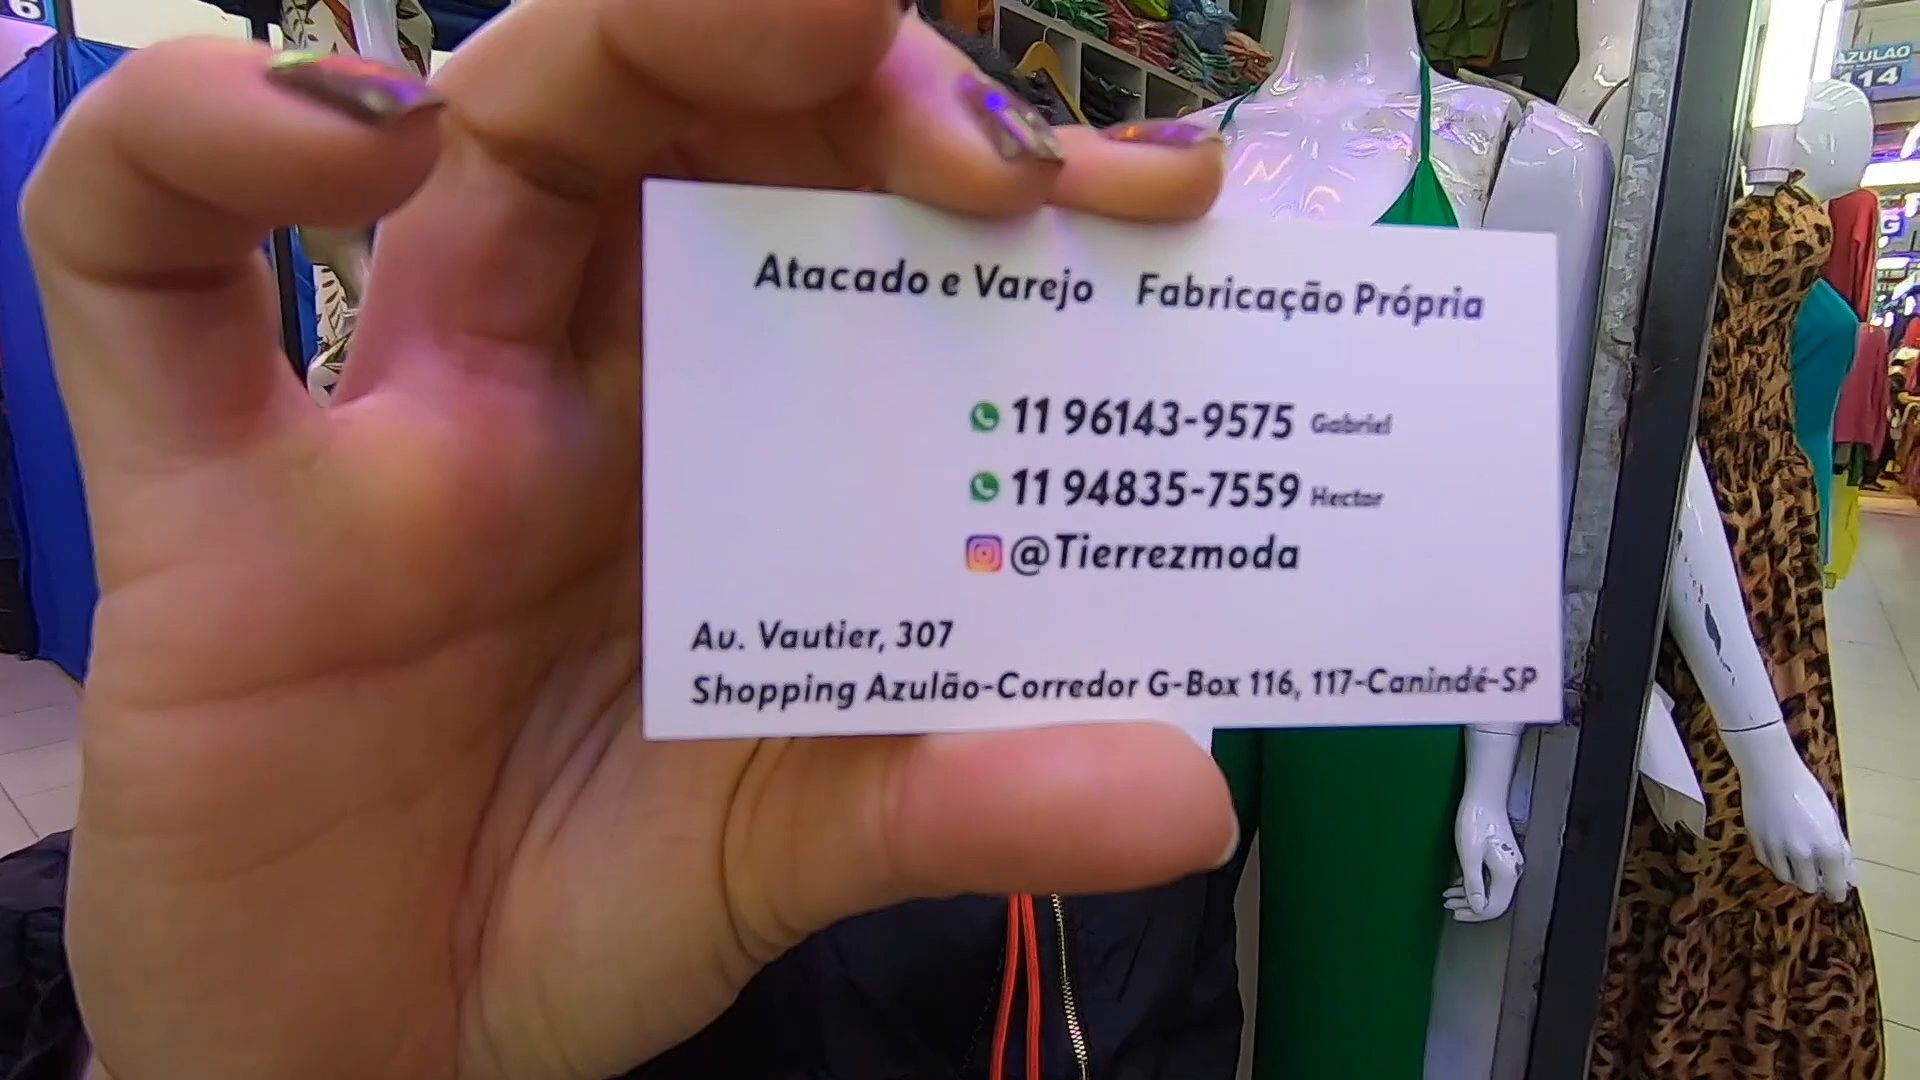 6
AZULAO
114
G
Atacado e Varejo Fabricação Própria
11 96143-9575 Gabriel
11 94835-7559 Hector
@Tierrezmoda
Av. Vautier, 307
Shopping Azulão-Corredor G-Box 116, 117-Canindé-SP